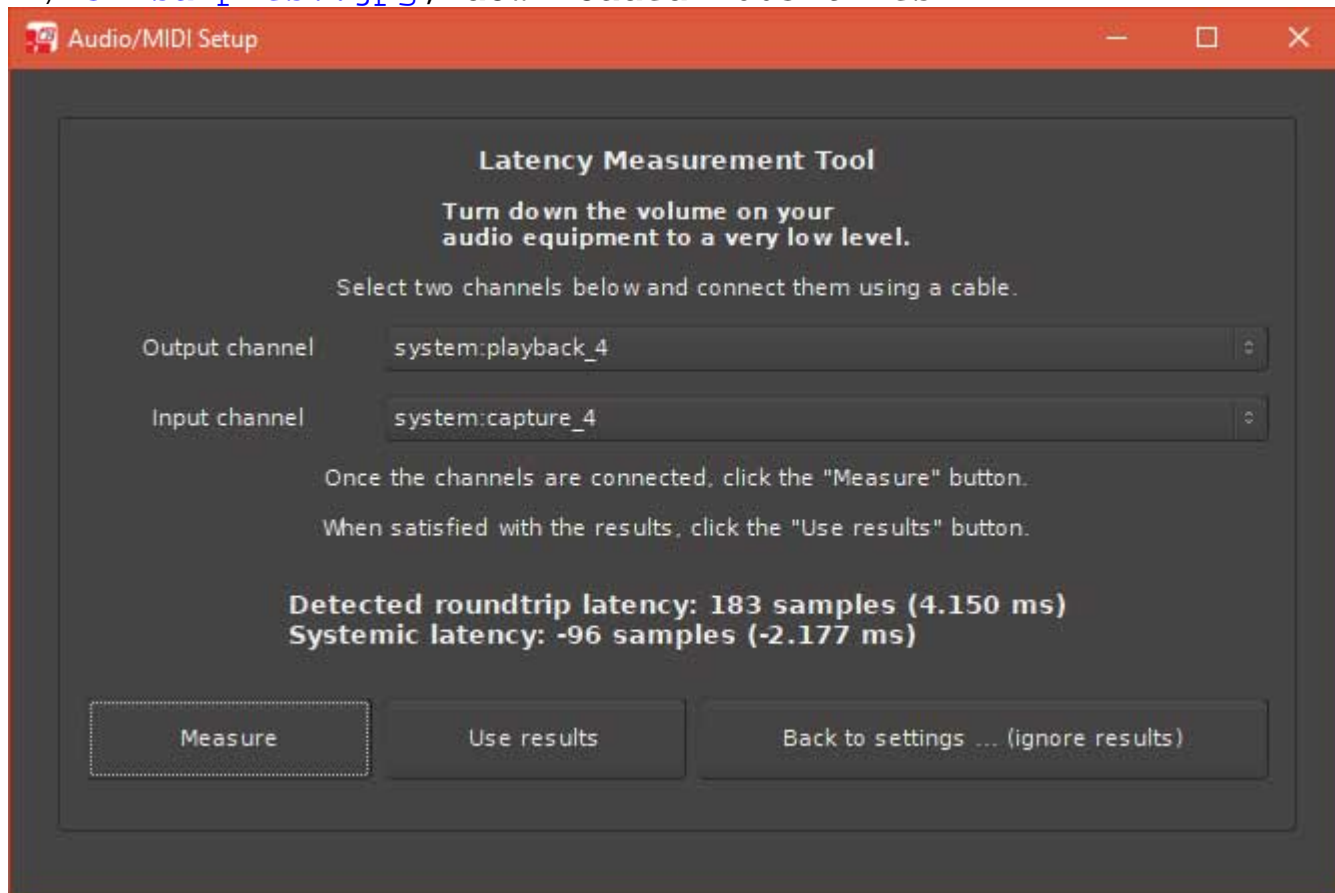 Audio/MIDI Setup
Latency Measurement Tool
Turn down the volume on your
audio equipment to a very low level.
Select two channels below and connect them using a cable.
Output channel system:playback_4
Input channel system:capture_4
Once the channels are connected, click the "Measure" button.
When satisfied with the results, click the "Use results" button.
Detected roundtrip latency: 183 samples (4.150 ms)
Systemic latency: -96 samples (-2.177 ms)
Measure Use results Back to settings ... (ignore results)